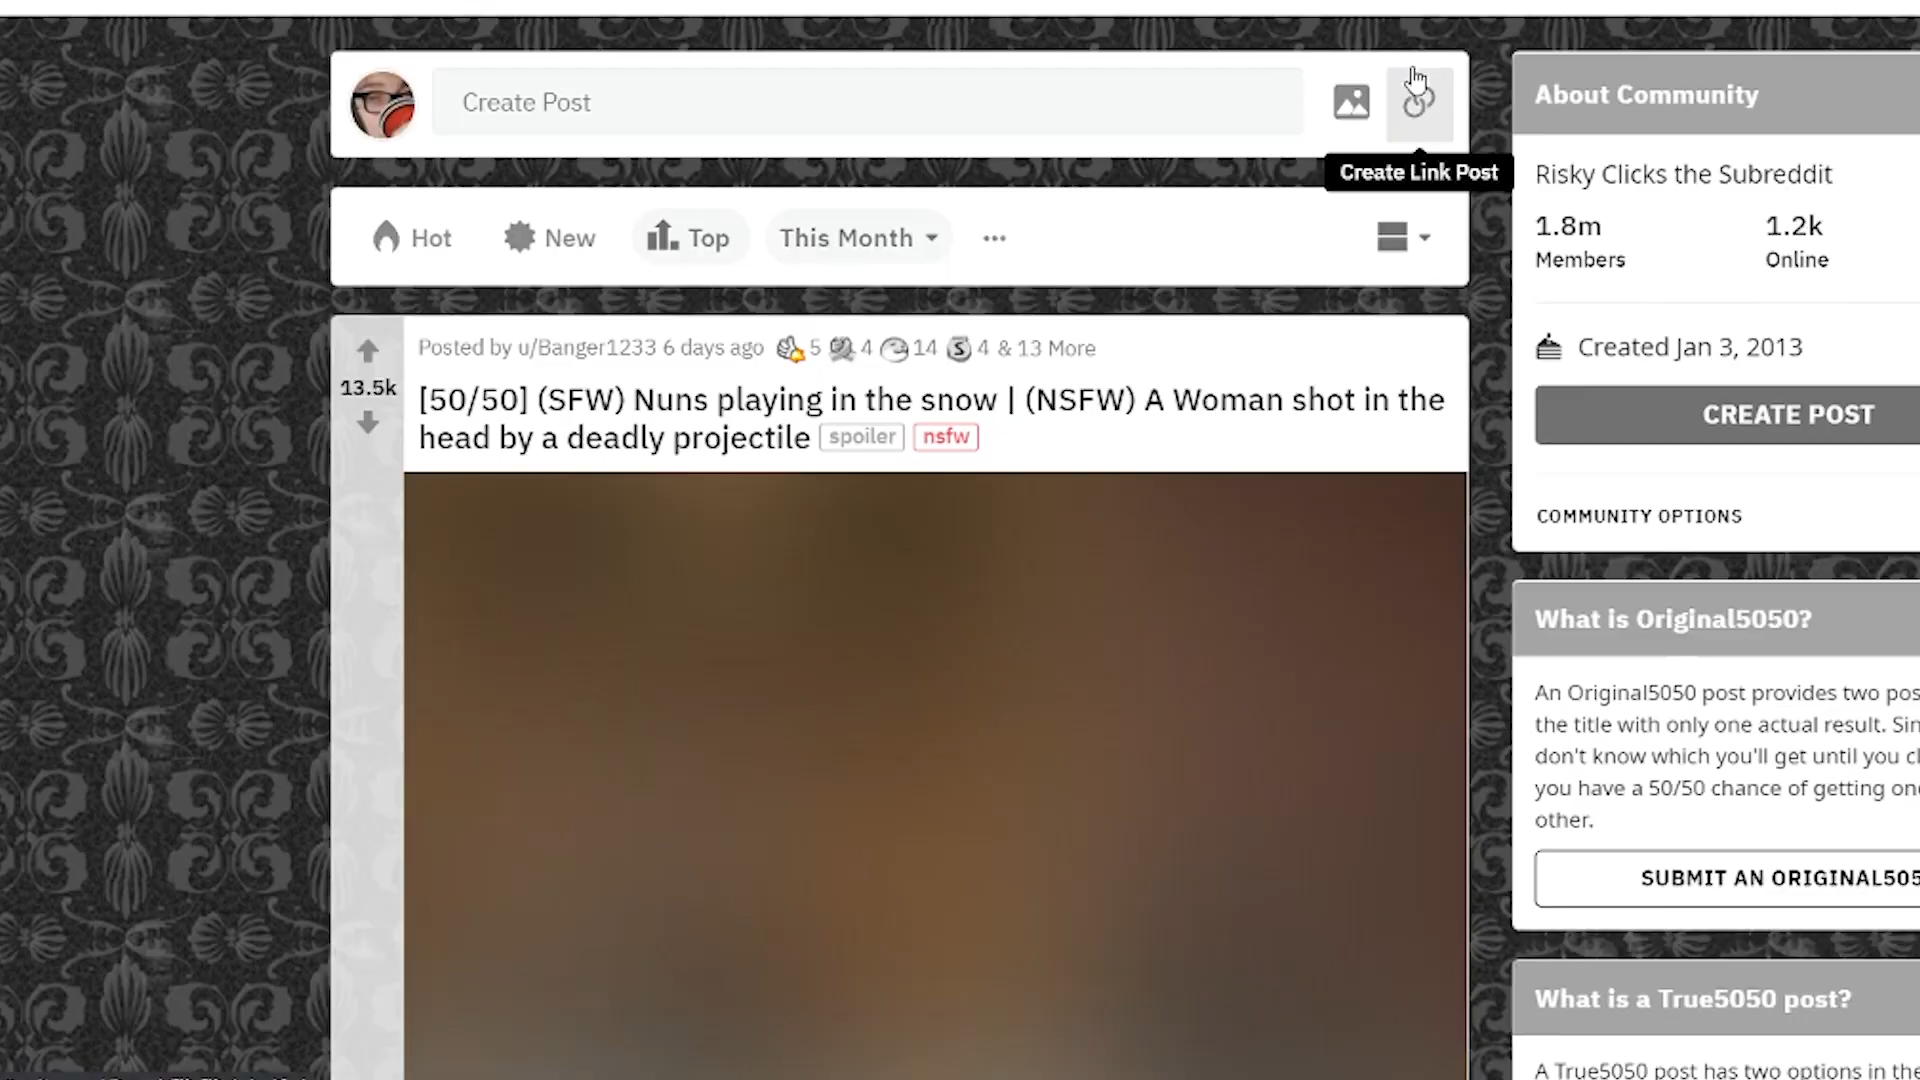 Create Post
Create Link Post
Hot
New
Top
This Month
Posted by u/Banger1233 6 days ago 5 4 14 S 4 & 13 More
13.5k
[50/50] (SFW) Nuns playing in the snow | (NSFW) A Woman shot in the
head by a deadly projectile spoiler nsfw
About Community
Risky Clicks the Subreddit
1.8m 1.2k
Members Online
Created Jan 3, 2013
CREATE POST
COMMUNITY OPTIONS
What is Original5050?
An Original5050 post provides two pos
the title with only one actual result. Sin
don't know which you'll get until you cl
you have a 50/50 chance of getting on
other.
SUBMIT AN ORIGINAL505
What is a True5050 post?
A True5050 post has two options in the